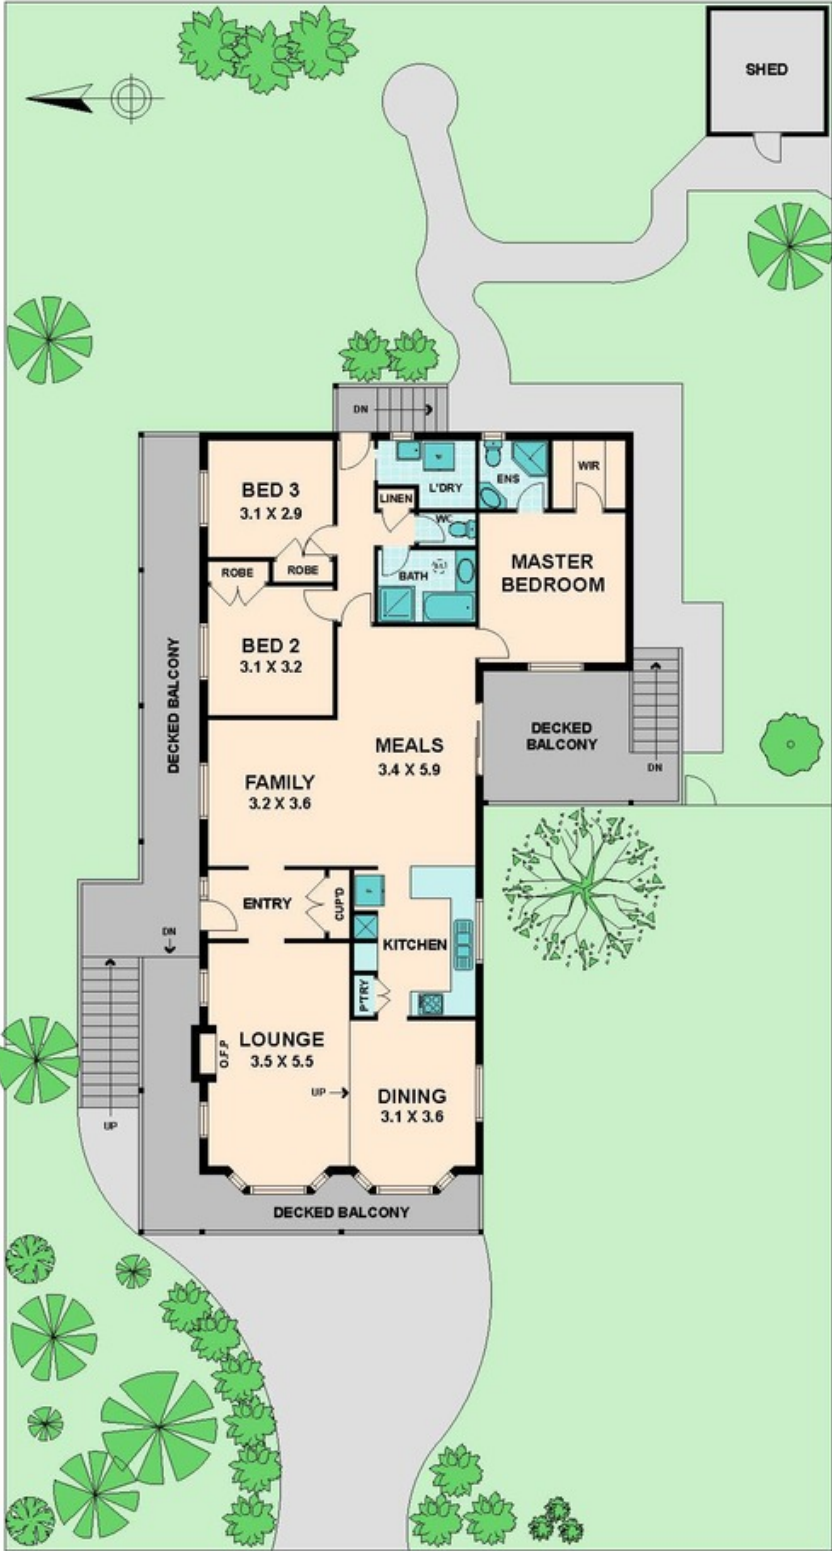 SHED
DN
BED 3
3.1 X 2.9
L'DRY
ENS
WIR
LINEN
WC
ROBE
ROBE
BATH
MASTER
BEDROOM
BED 2
3.1 X 3.2
DECKED BALCONY
MEALS
3.4 X 5.9
DECKED
BALCONY
DN
FAMILY
3.2 X 3.6
ENTRY
CUP'D
F
DN
KITCHEN
P'TRY
LOUNGE
3.5 X 5.5
O.F.P
UP
DINING
3.1 X 3.6
UP
DECKED BALCONY